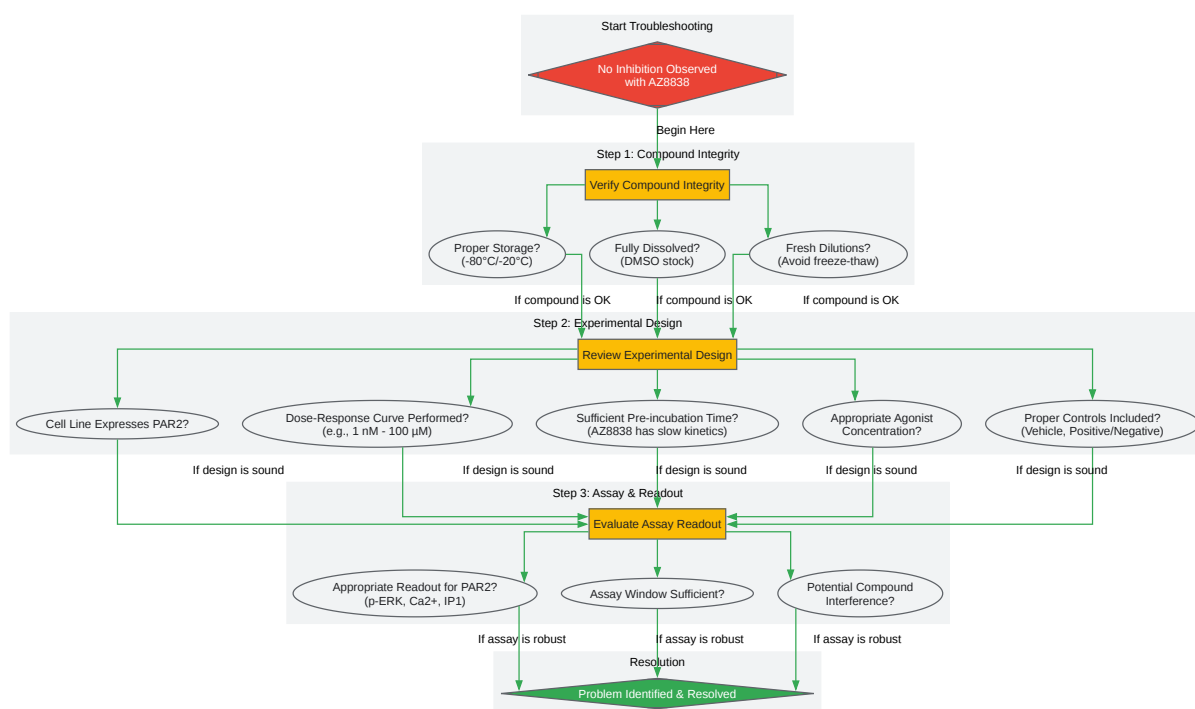 Start Troubleshooting
No Inhibition Observed
with AZ8838
Begin Here
Step 1: Compound Integrity
Verify Compound Integrity
Proper Storage?
(-80°C/-20°C)
Fully Dissolved?
(DMSO stock)
Fresh Dilutions?
(Avoid freeze-thaw)
If compound is OK
If compound is OK
If compound is OK
Step 2: Experimental Design
Review Experimental Design
Cell Line Expresses PAR2?
Dose-Response Curve Performed?
(e.g., 1 nM - 100 µM)
Sufficient Pre-incubation Time?
(AZ8838 has slow kinetics)
Appropriate Agonist
Concentration?
Proper Controls Included?
(Vehicle, Positive/Negative)
If design is sound
If design is sound
If design is sound
If design is sound
If design is sound
Step 3: Assay & Readout
Evaluate Assay Readout
Appropriate Readout for PAR2?
(p-ERK, Ca2+, IP1)
Assay Window Sufficient?
Potential Compound
Interference?
If assay is robust
If assay is robust
If assay is robust
Resolution
Problem Identified & Resolved